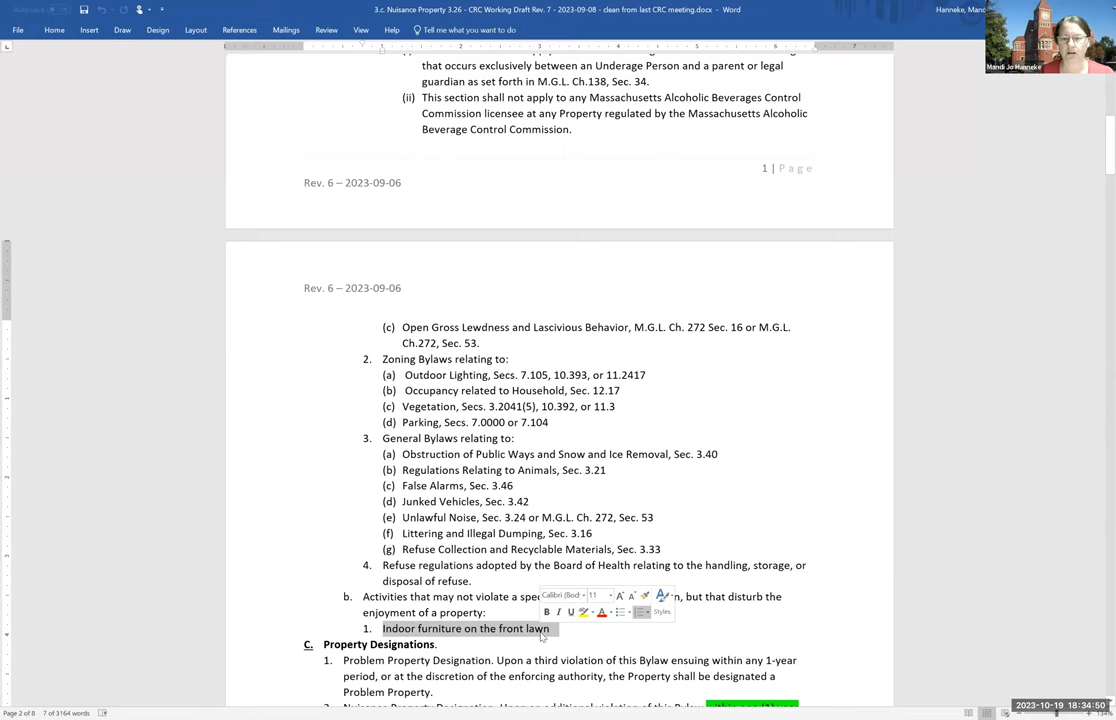 3.c. Nuisance Property 3.26 - CRC Working Draft Rev. 7 - 2023-09-08 - clean from last CRC meeting.docx - Word
Hanneke, Mandi
File Home Insert Draw Design Layout References Mailings Review View Help Tell me what you want to do
Mandi Jo Hanneke
that occurs exclusively between an Underage Person and a parent or legal
guardian as set forth in M.G.L. Ch.138, Sec. 34.
(ii) This section shall not apply to any Massachusetts Alcoholic Beverages Control
Commission licensee at any Property regulated by the Massachusetts Alcoholic
Beverage Control Commission.
1 | Page
Rev. 6 – 2023-09-06
Rev. 6 – 2023-09-06
(c) Open Gross Lewdness and Lascivious Behavior, M.G.L. Ch. 272 Sec. 16 or M.G.L.
Ch.272, Sec. 53.
2. Zoning Bylaws relating to:
(a) Outdoor Lighting, Secs. 7.105, 10.393, or 11.2417
(b) Occupancy related to Household, Sec. 12.17
(c) Vegetation, Secs. 3.2041(5), 10.392, or 11.3
(d) Parking, Secs. 7.0000 or 7.104
3. General Bylaws relating to:
(a) Obstruction of Public Ways and Snow and Ice Removal, Sec. 3.40
(b) Regulations Relating to Animals, Sec. 3.21
(c) False Alarms, Sec. 3.46
(d) Junked Vehicles, Sec. 3.42
(e) Unlawful Noise, Sec. 3.24 or M.G.L. Ch. 272, Sec. 53
(f) Littering and Illegal Dumping, Sec. 3.16
(g) Refuse Collection and Recyclable Materials, Sec. 3.33
4. Refuse regulations adopted by the Board of Health relating to the handling, storage, or
disposal of refuse.
b. Activities that may not violate a but that disturb the
enjoyment of a property:
Calibri (Bod 11
B I U A Styles
1. Indoor furniture on the front lawn
C. Property Designations.
1. Problem Property Designation. Upon a third violation of this Bylaw ensuing within any 1-year
period, or at the discretion of the enforcing authority, the Property shall be designated a
Problem Property.
Page 2 of 8 7 of 3164 words
2023-10-19 18:34:50